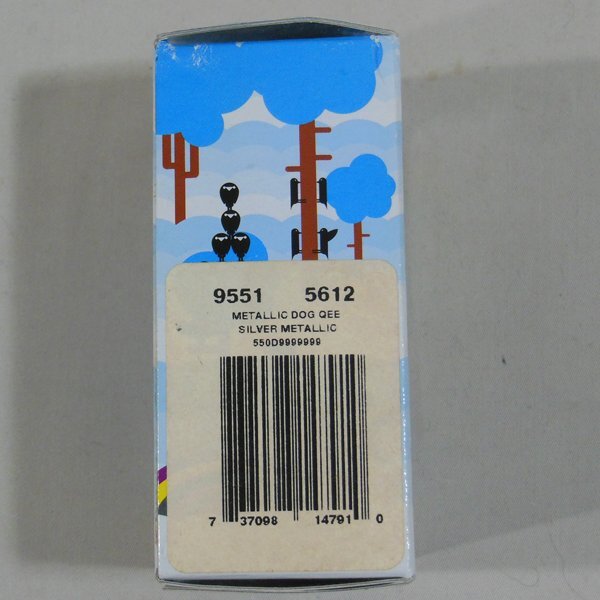 9551 5612
METALLIC DOG QEE
SILVER METALLIC
550D9999999
7 37098 14791 0